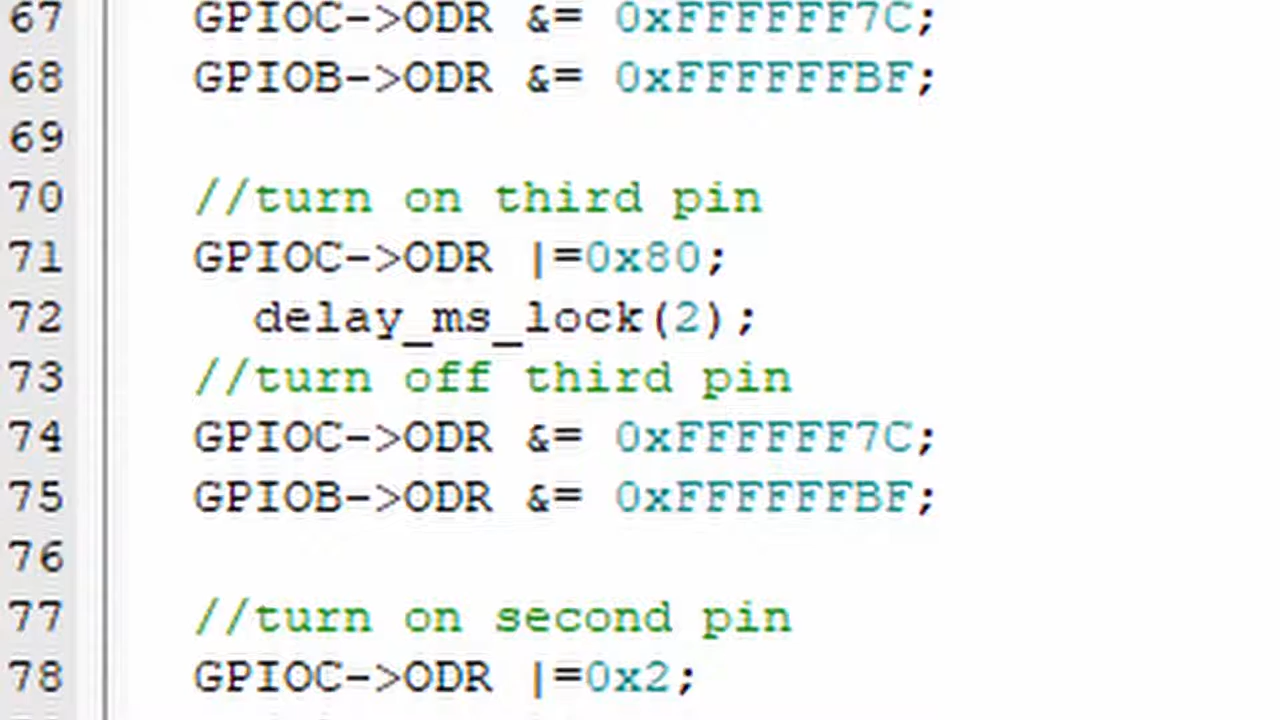 67 GPIOC->ODR &= 0xFFFFFF7C;
68 GPIOB->ODR &= 0xFFFFFFBF;
69
70 //turn on third pin
71 GPIOC->ODR |=0x80;
72 delay_ms_lock(2);
73 //turn off third pin
74 GPIOC->ODR &= 0xFFFFFF7C;
75 GPIOB->ODR &= 0xFFFFFFBF;
76
77 //turn on second pin
78 GPIOC->ODR |=0x2;